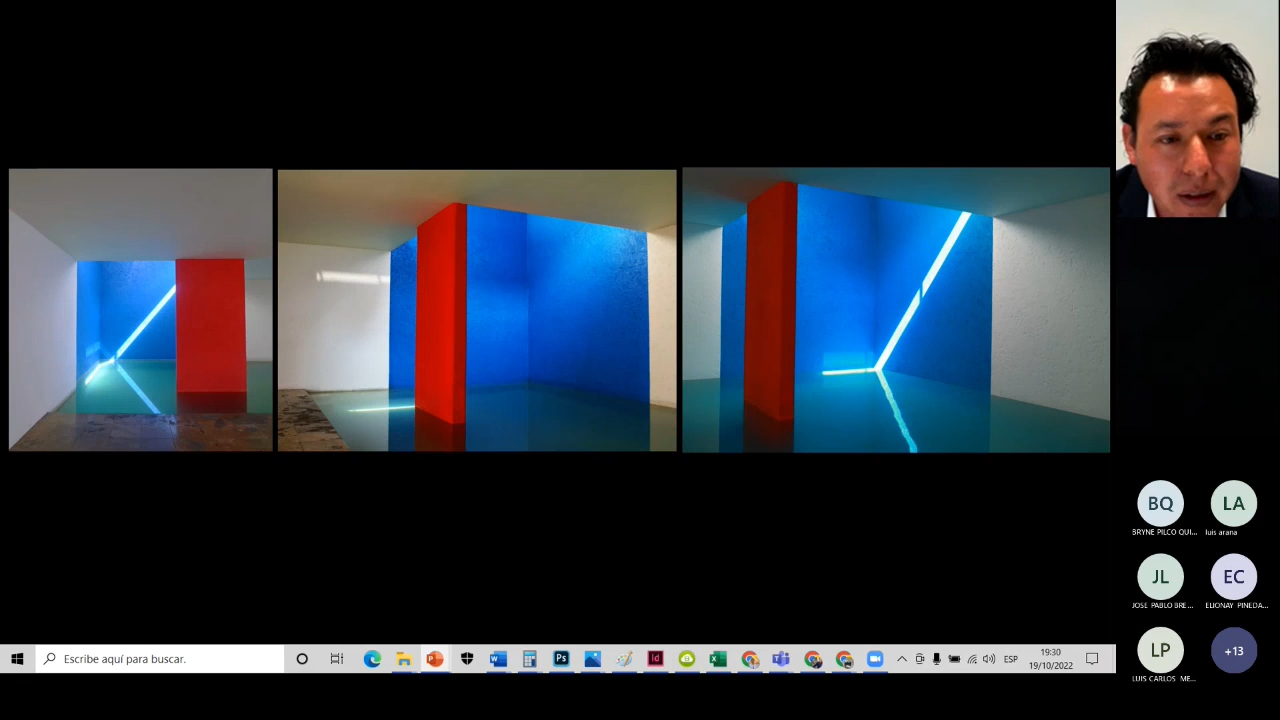 BQ
LA
BRYNE PILCO QUI...
luis arana
JL
EC
JOSE PABLO BRE...
ELIONAY PINEDA...
LP
+13
LUIS CARLOS ME...
Escribe aquí para buscar.
ESP
19:30
19/10/2022